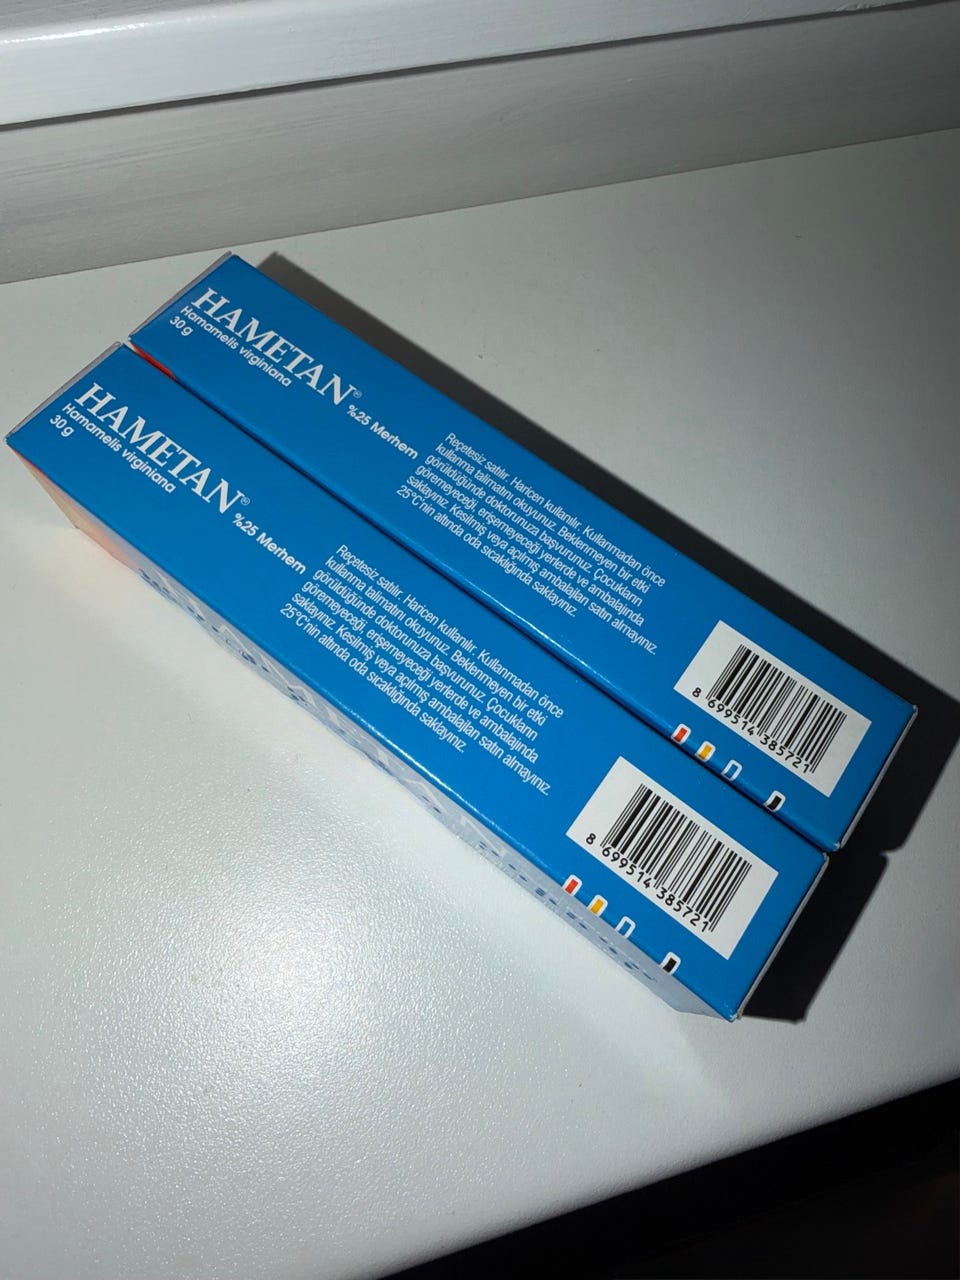 HAMETAN®
%25 Merhem
Hamamelis virginiana
30 g
Reçetesiz satılır. Haricen kullanılır. Kullanmadan önce
kullanma talimatını okuyunuz. Beklenmeyen bir etki
görüldüğünde doktorunuza başvurunuz. Çocukların
göremeyeceği, erişemeyeceği yerlerde ve ambalajında
saklayınız. Kesilmiş veya açılmış ambalajları satın almayınız.
25°C'nin altında oda sıcaklığında saklayınız.
8 699514 385721
HAMETAN®
%25 Merhem
Hamamelis virginiana
30 g
Reçetesiz satılır. Haricen kullanılır. Kullanmadan önce
kullanma talimatını okuyunuz. Beklenmeyen bir etki
görüldüğünde doktorunuza başvurunuz. Çocukların
göremeyeceği, erişemeyeceği yerlerde ve ambalajında
saklayınız. Kesilmiş veya açılmış ambalajları satın almayınız.
25°C'nin altında oda sıcaklığında saklayınız.
8 699514 385721